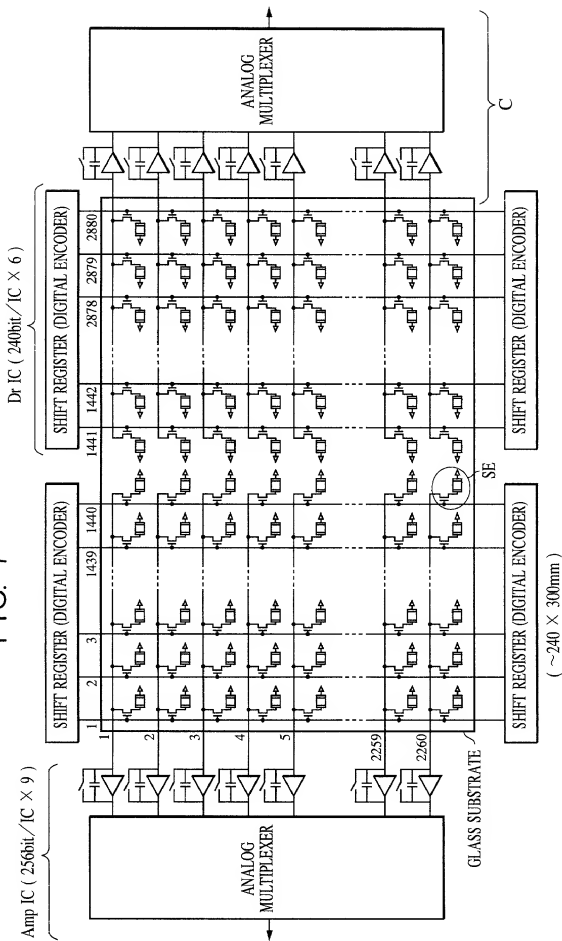 FIG. 7
Amp IC ( 256bit/IC × 9 )
Dr IC ( 240bit/IC × 6 )
SHIFT REGISTER (DIGITAL ENCODER)
SHIFT REGISTER (DIGITAL ENCODER)
1
2
3
1439
1440
1441
1442
2878
2879
2880
1
2
3
4
5
2259
2260
ANALOG
MULTIPLEXER
ANALOG
MULTIPLEXER
SE
GLASS SUBSTRATE
SHIFT REGISTER (DIGITAL ENCODER)
SHIFT REGISTER (DIGITAL ENCODER)
C
( ~240 × 300mm )